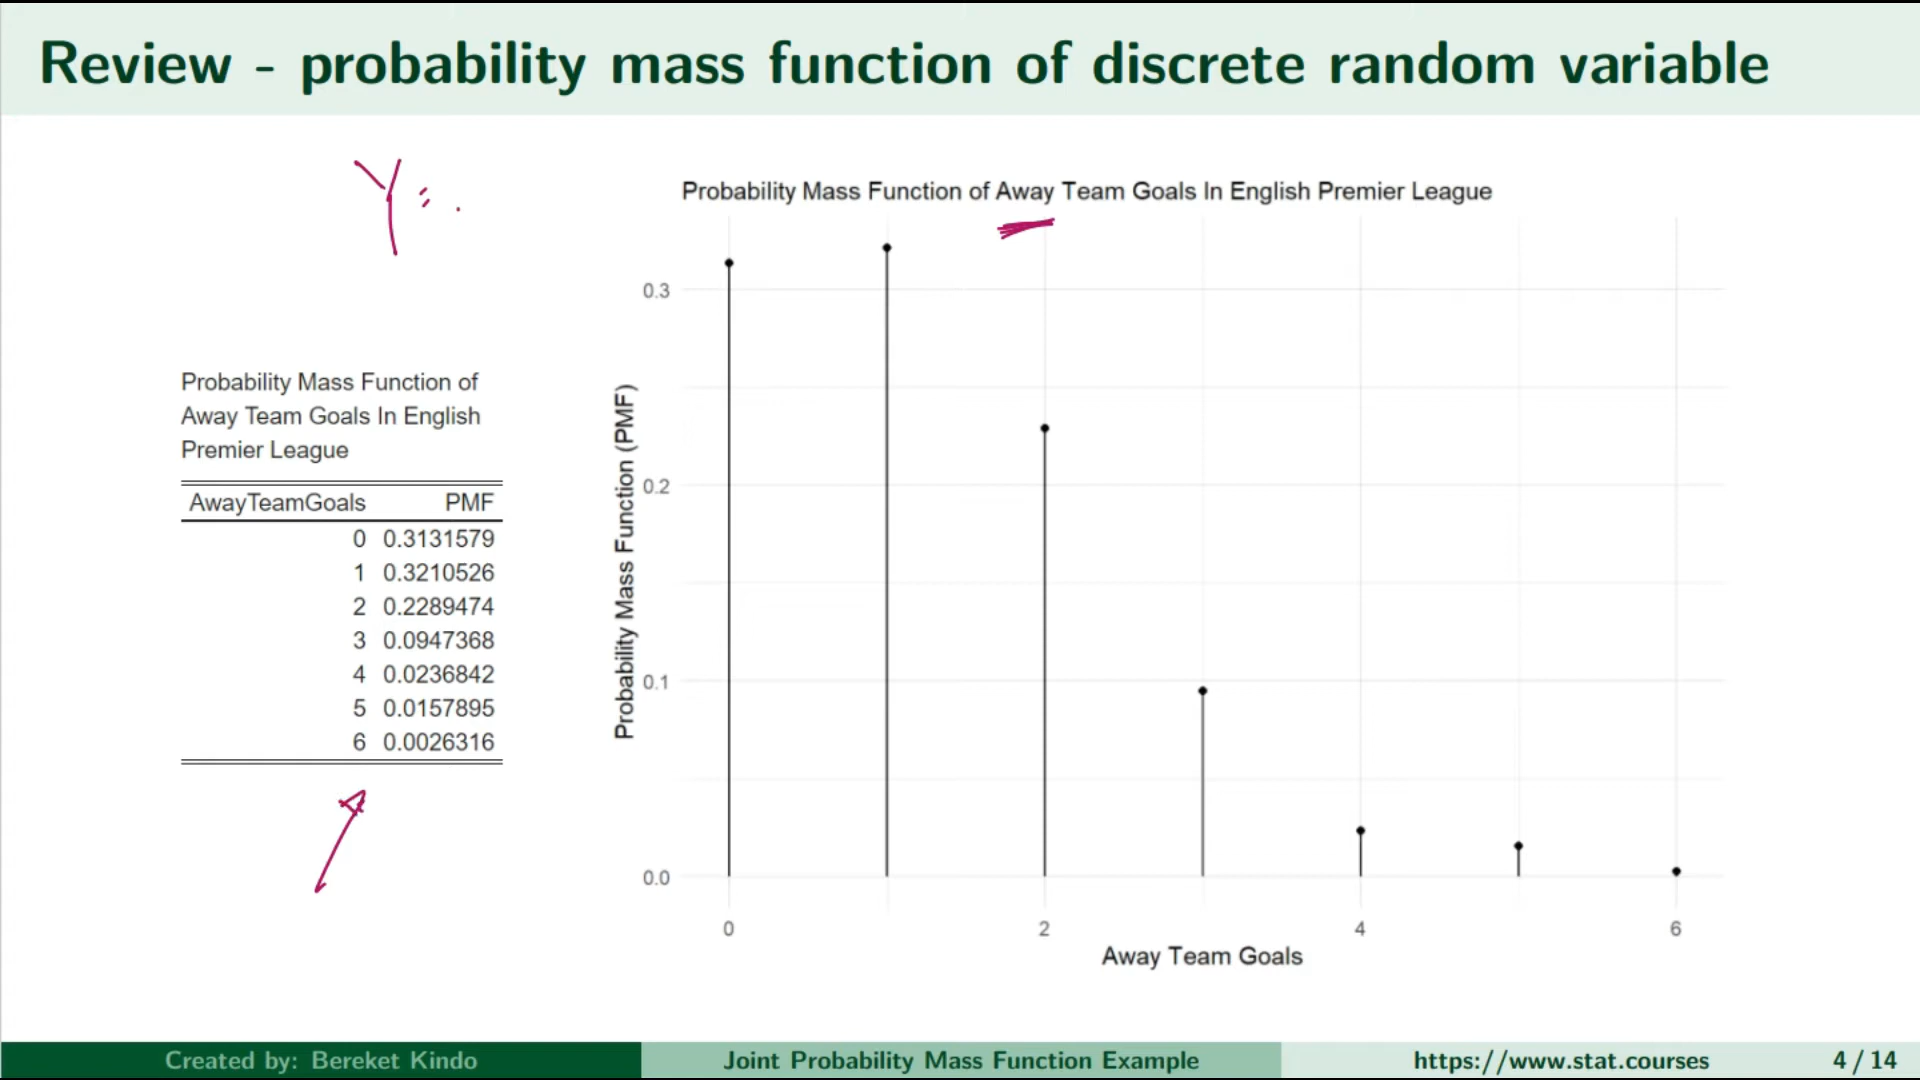 Review - probability mass function of discrete random variable
Y = .
Probability Mass Function of
Away Team Goals In English
Premier League
AwayTeamGoals PMF
0 0.3131579
1 0.3210526
2 0.2289474
3 0.0947368
4 0.0236842
5 0.0157895
6 0.0026316
Probability Mass Function of Away Team Goals In English Premier League
Probability Mass Function (PMF)
0.3
0.2
0.1
0.0
0 2 4 6
Away Team Goals
Created by: Bereket Kindo Joint Probability Mass Function Example https://www.stat.courses 4 / 14